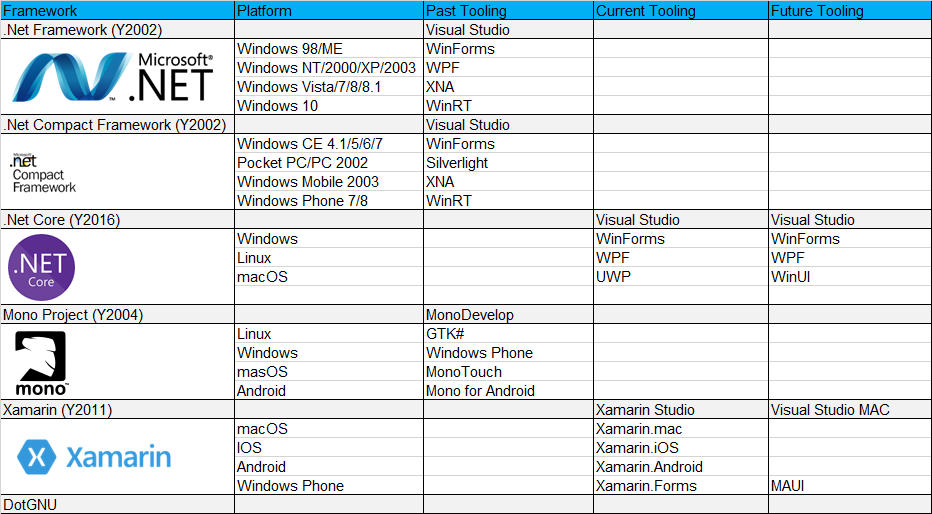 Framework Platform Past Tooling Current Tooling Future Tooling
.Net Framework (Y2002) Visual Studio
Windows 98/ME WinForms
Microsoft®
.NET
™
Windows NT/2000/XP/2003 WPF
Windows Vista/7/8/8.1 XNA
Windows 10 WinRT
.Net Compact Framework (Y2002) Visual Studio
Windows CE 4.1/5/6/7 WinForms
Microsoft
.net
Compact
Framework
Pocket PC/PC 2002 Silverlight
Windows Mobile 2003 XNA
Windows Phone 7/8 WinRT
.Net Core (Y2016) Visual Studio Visual Studio
.NET
Core
Windows WinForms WinForms
Linux WPF WPF
macOS UWP WinUI
Mono Project (Y2004) MonoDevelop
mono™
Linux GTK#
Windows Windows Phone
masOS MonoTouch
Android Mono for Android
Xamarin (Y2011) Xamarin Studio Visual Studio MAC
X Xamarin
macOS Xamarin.mac
IOS Xamarin.iOS
Android Xamarin.Android
Windows Phone Xamarin.Forms MAUI
DotGNU